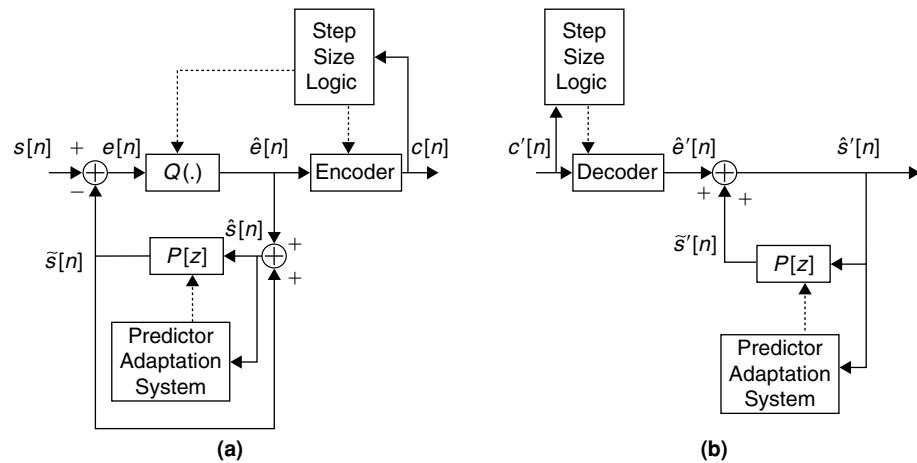 Step
Size
Logic
s[n]
+
−
e[n]
Q(.)
ê[n]
Encoder
c[n]
s̃[n]
P[z]
ŝ[n]
+
+
Predictor
Adaptation
System
(a)
Step
Size
Logic
c′[n]
Decoder
ê′[n]
+
+
ŝ′[n]
s̃′[n]
P[z]
Predictor
Adaptation
System
(b)